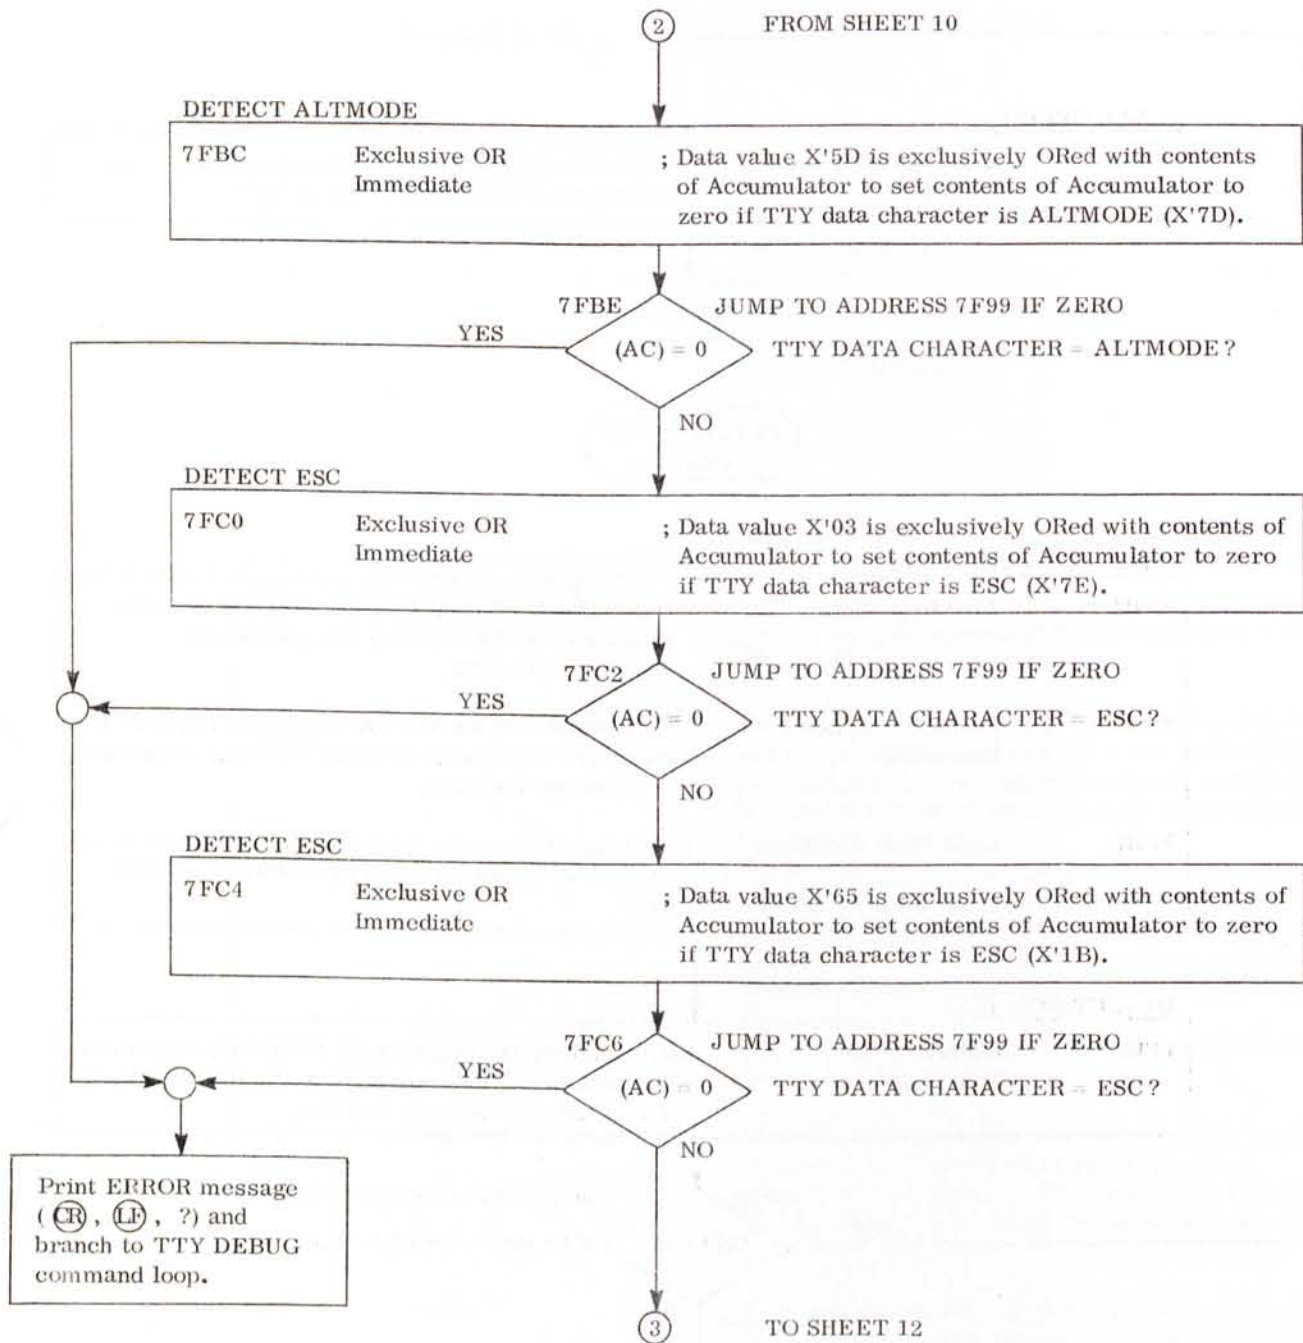 2 FROM SHEET 10
DETECT ALTMODE
7FBC Exclusive OR ; Data value X'5D is exclusively ORed with contents
Immediate of Accumulator to set contents of Accumulator to
zero if TTY data character is ALTMODE (X'7D).
7FBE JUMP TO ADDRESS 7F99 IF ZERO
YES (AC) = 0 TTY DATA CHARACTER = ALTMODE?
NO
DETECT ESC
7FC0 Exclusive OR ; Data value X'03 is exclusively ORed with contents of
Immediate Accumulator to set contents of Accumulator to zero
if TTY data character is ESC (X'7E).
7FC2 JUMP TO ADDRESS 7F99 IF ZERO
YES (AC) = 0 TTY DATA CHARACTER = ESC?
NO
DETECT ESC
7FC4 Exclusive OR ; Data value X'65 is exclusively ORed with contents of
Immediate Accumulator to set contents of Accumulator to zero
if TTY data character is ESC (X'1B).
7FC6 JUMP TO ADDRESS 7F99 IF ZERO
YES (AC) = 0 TTY DATA CHARACTER = ESC?
NO
Print ERROR message
( CR , LF , ?) and
branch to TTY DEBUG
command loop.
3 TO SHEET 12